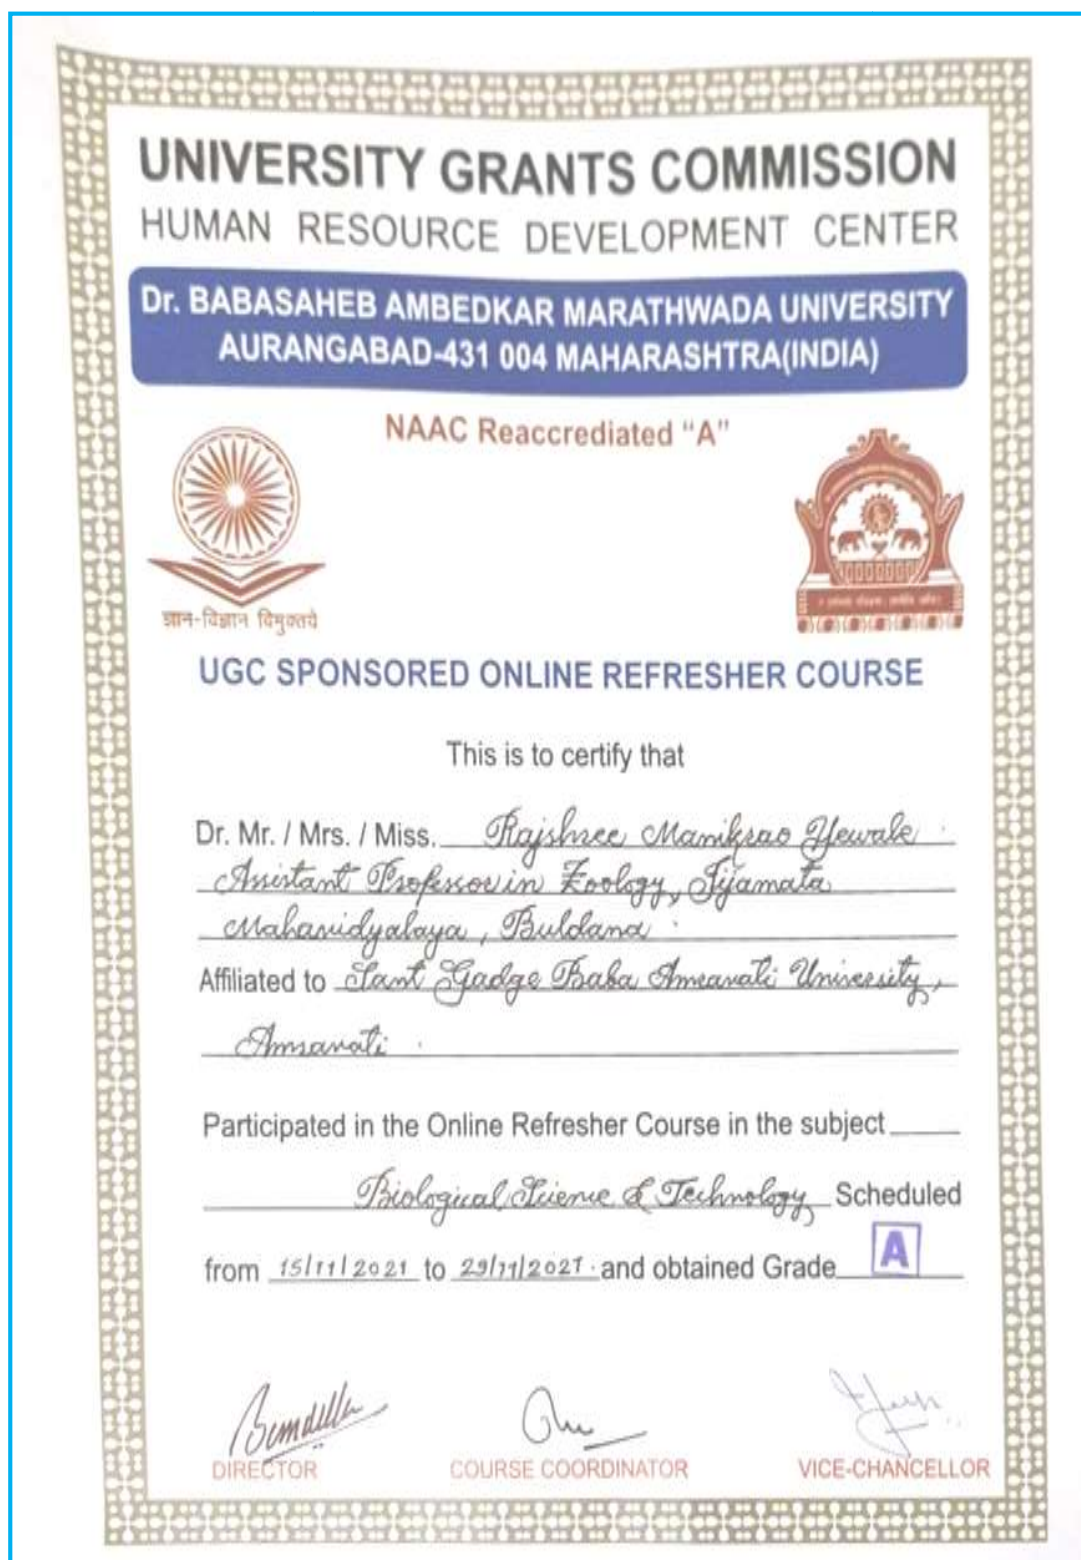 UNIVERSITY GRANTS COMMISSION
HUMAN RESOURCE DEVELOPMENT CENTER
Dr. BABASAHEB AMBEDKAR MARATHWADA UNIVERSITY
AURANGABAD-431 004 MAHARASHTRA(INDIA)
NAAC Reaccrediated “A”
ज्ञान-विज्ञान विमुक्तये
UGC SPONSORED ONLINE REFRESHER COURSE
This is to certify that
Dr. Mr. / Mrs. / Miss. Rajshree Manikrao Yewale
Assistant Professor in Zoology, Jijamata
Mahavidyalaya, Buldana
Affiliated to Sant Gadge Baba Amravati University,
Amravati
Participated in the Online Refresher Course in the subject
Biological Science & Technology Scheduled
from 15/11/2021 to 29/11/2021 and obtained Grade A
DIRECTOR COURSE COORDINATOR VICE-CHANCELLOR